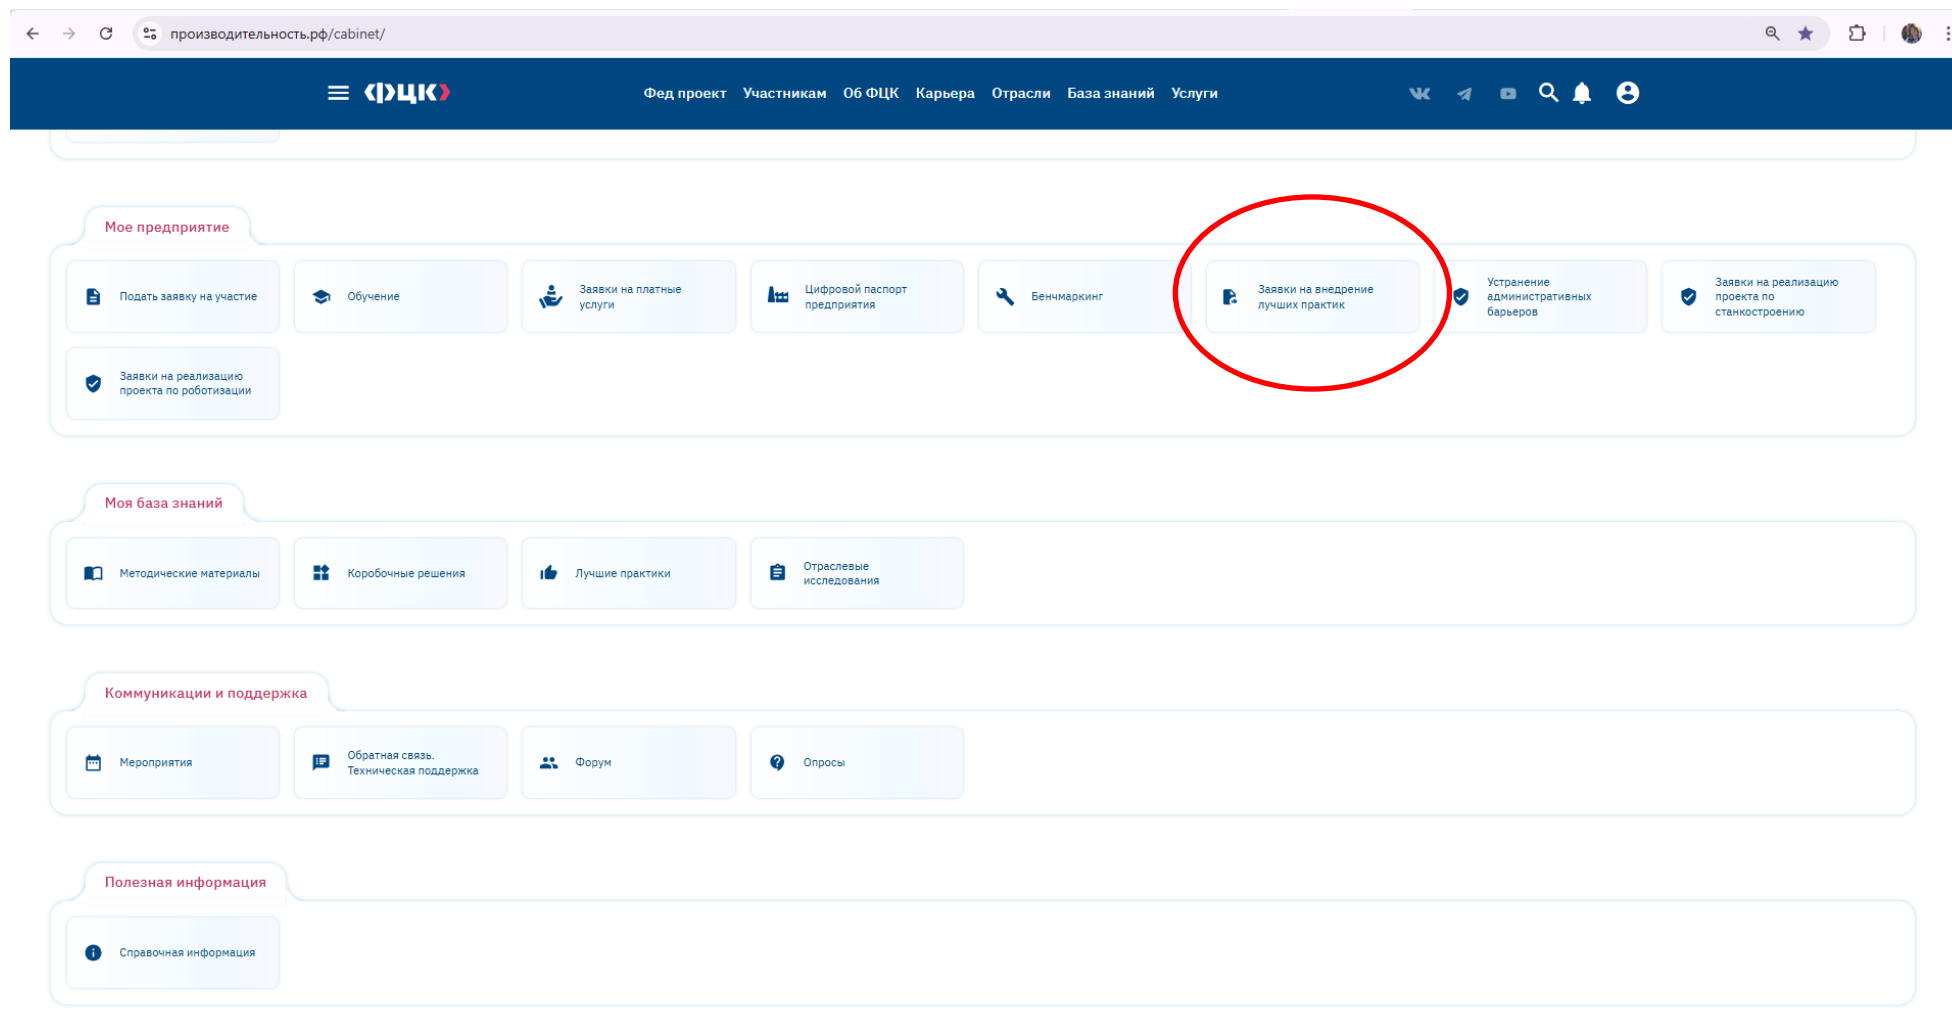 производительность.рф/cabinet/
ФЦК
Фед проект Участникам Об ФЦК Карьера Отрасли База знаний Услуги
Мое предприятие
Подать заявку на участие
Обучение
Заявки на платные
услуги
Цифровой паспорт
предприятия
Бенчмаркинг
Заявки на внедрение
лучших практик
Устранение
административных
барьеров
Заявки на реализацию
проекта по
станкостроению
Заявки на реализацию
проекта по роботизации
Моя база знаний
Методические материалы
Коробочные решения
Лучшие практики
Отраслевые
исследования
Коммуникации и поддержка
Мероприятия
Обратная связь.
Техническая поддержка
Форум
Опросы
Полезная информация
Справочная информация